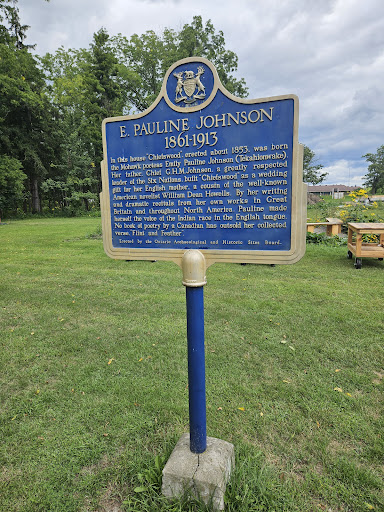 E. PAULINE JOHNSON
1861-1913
In this house Chiefswood, erected about 1853, was born
the Mohawk poetess Emily Pauline Johnson (Tekahionwake).
Her father, Chief G.H.M. Johnson, a greatly respected
leader of the Six Nations, built Chiefswood as a wedding
gift for her English mother, a cousin of the well-known
American novelist William Dean Howells. By her writing
and dramatic recitals from her own works in Great
Britain and throughout North America Pauline made
herself the voice of the Indian race in the English tongue.
No book of poetry by a Canadian has outsold her collected
verse, Flint and Feather.
Erected by the Ontario Archaeological and Historic Sites Board.